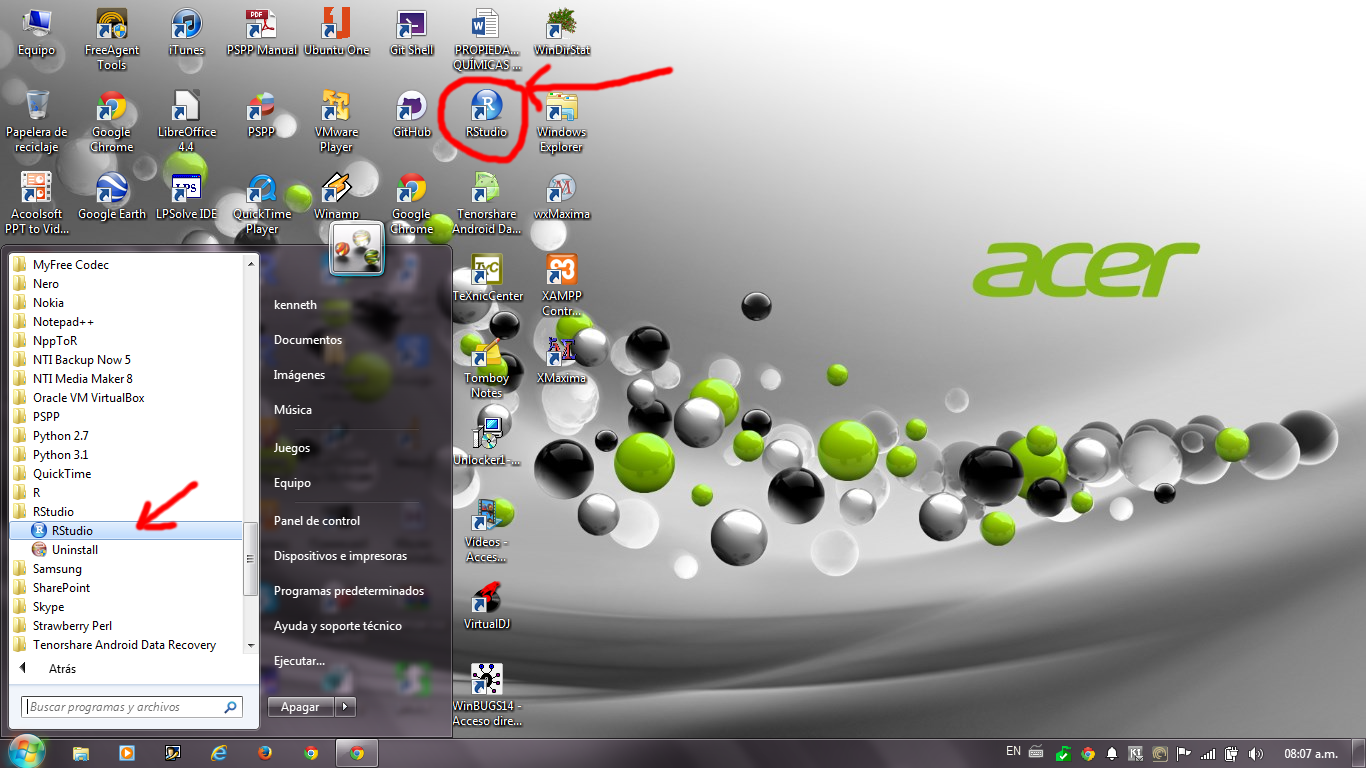 Equipo
FreeAgent
Tools
iTunes
PSPP Manual
Ubuntu One
Git Shell
PROPIEDA...
QUÍMICAS ...
WinDirStat
Papelera de
reciclaje
Google
Chrome
LibreOffice
4.4
PSPP
VMware
Player
GitHub
RStudio
Windows
Explorer
Acoolsoft
PPT to Vid...
Google Earth
LPS
LPSolve IDE
QuickTime
Player
Winamp
Google
Chrome
Tenorshare
Android Da...
wxMaxima
TeXnicCenter
XAMPP
Contr...
Tomboy
Notes
XMaxima
Unlocker1-...
Vídeos -
Acces...
VirtualDJ
WinBUGS14 -
Acceso dire...
acer
MyFree Codec
Nero
Nokia
Notepad++
NppToR
NTI Backup Now 5
NTI Media Maker 8
Oracle VM VirtualBox
PSPP
Python 2.7
Python 3.1
QuickTime
R
RStudio
RStudio
Uninstall
Samsung
SharePoint
Skype
Strawberry Perl
Tenorshare Android Data Recovery
Atrás
Buscar programas y archivos
kenneth
Documentos
Imágenes
Música
Juegos
Equipo
Panel de control
Dispositivos e impresoras
Programas predeterminados
Ayuda y soporte técnico
Ejecutar...
Apagar
EN
08:07 a.m.